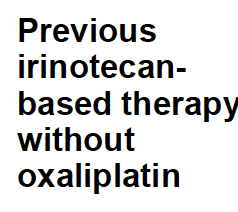 Previous
irinotecan-
based therapy
without
oxaliplatin